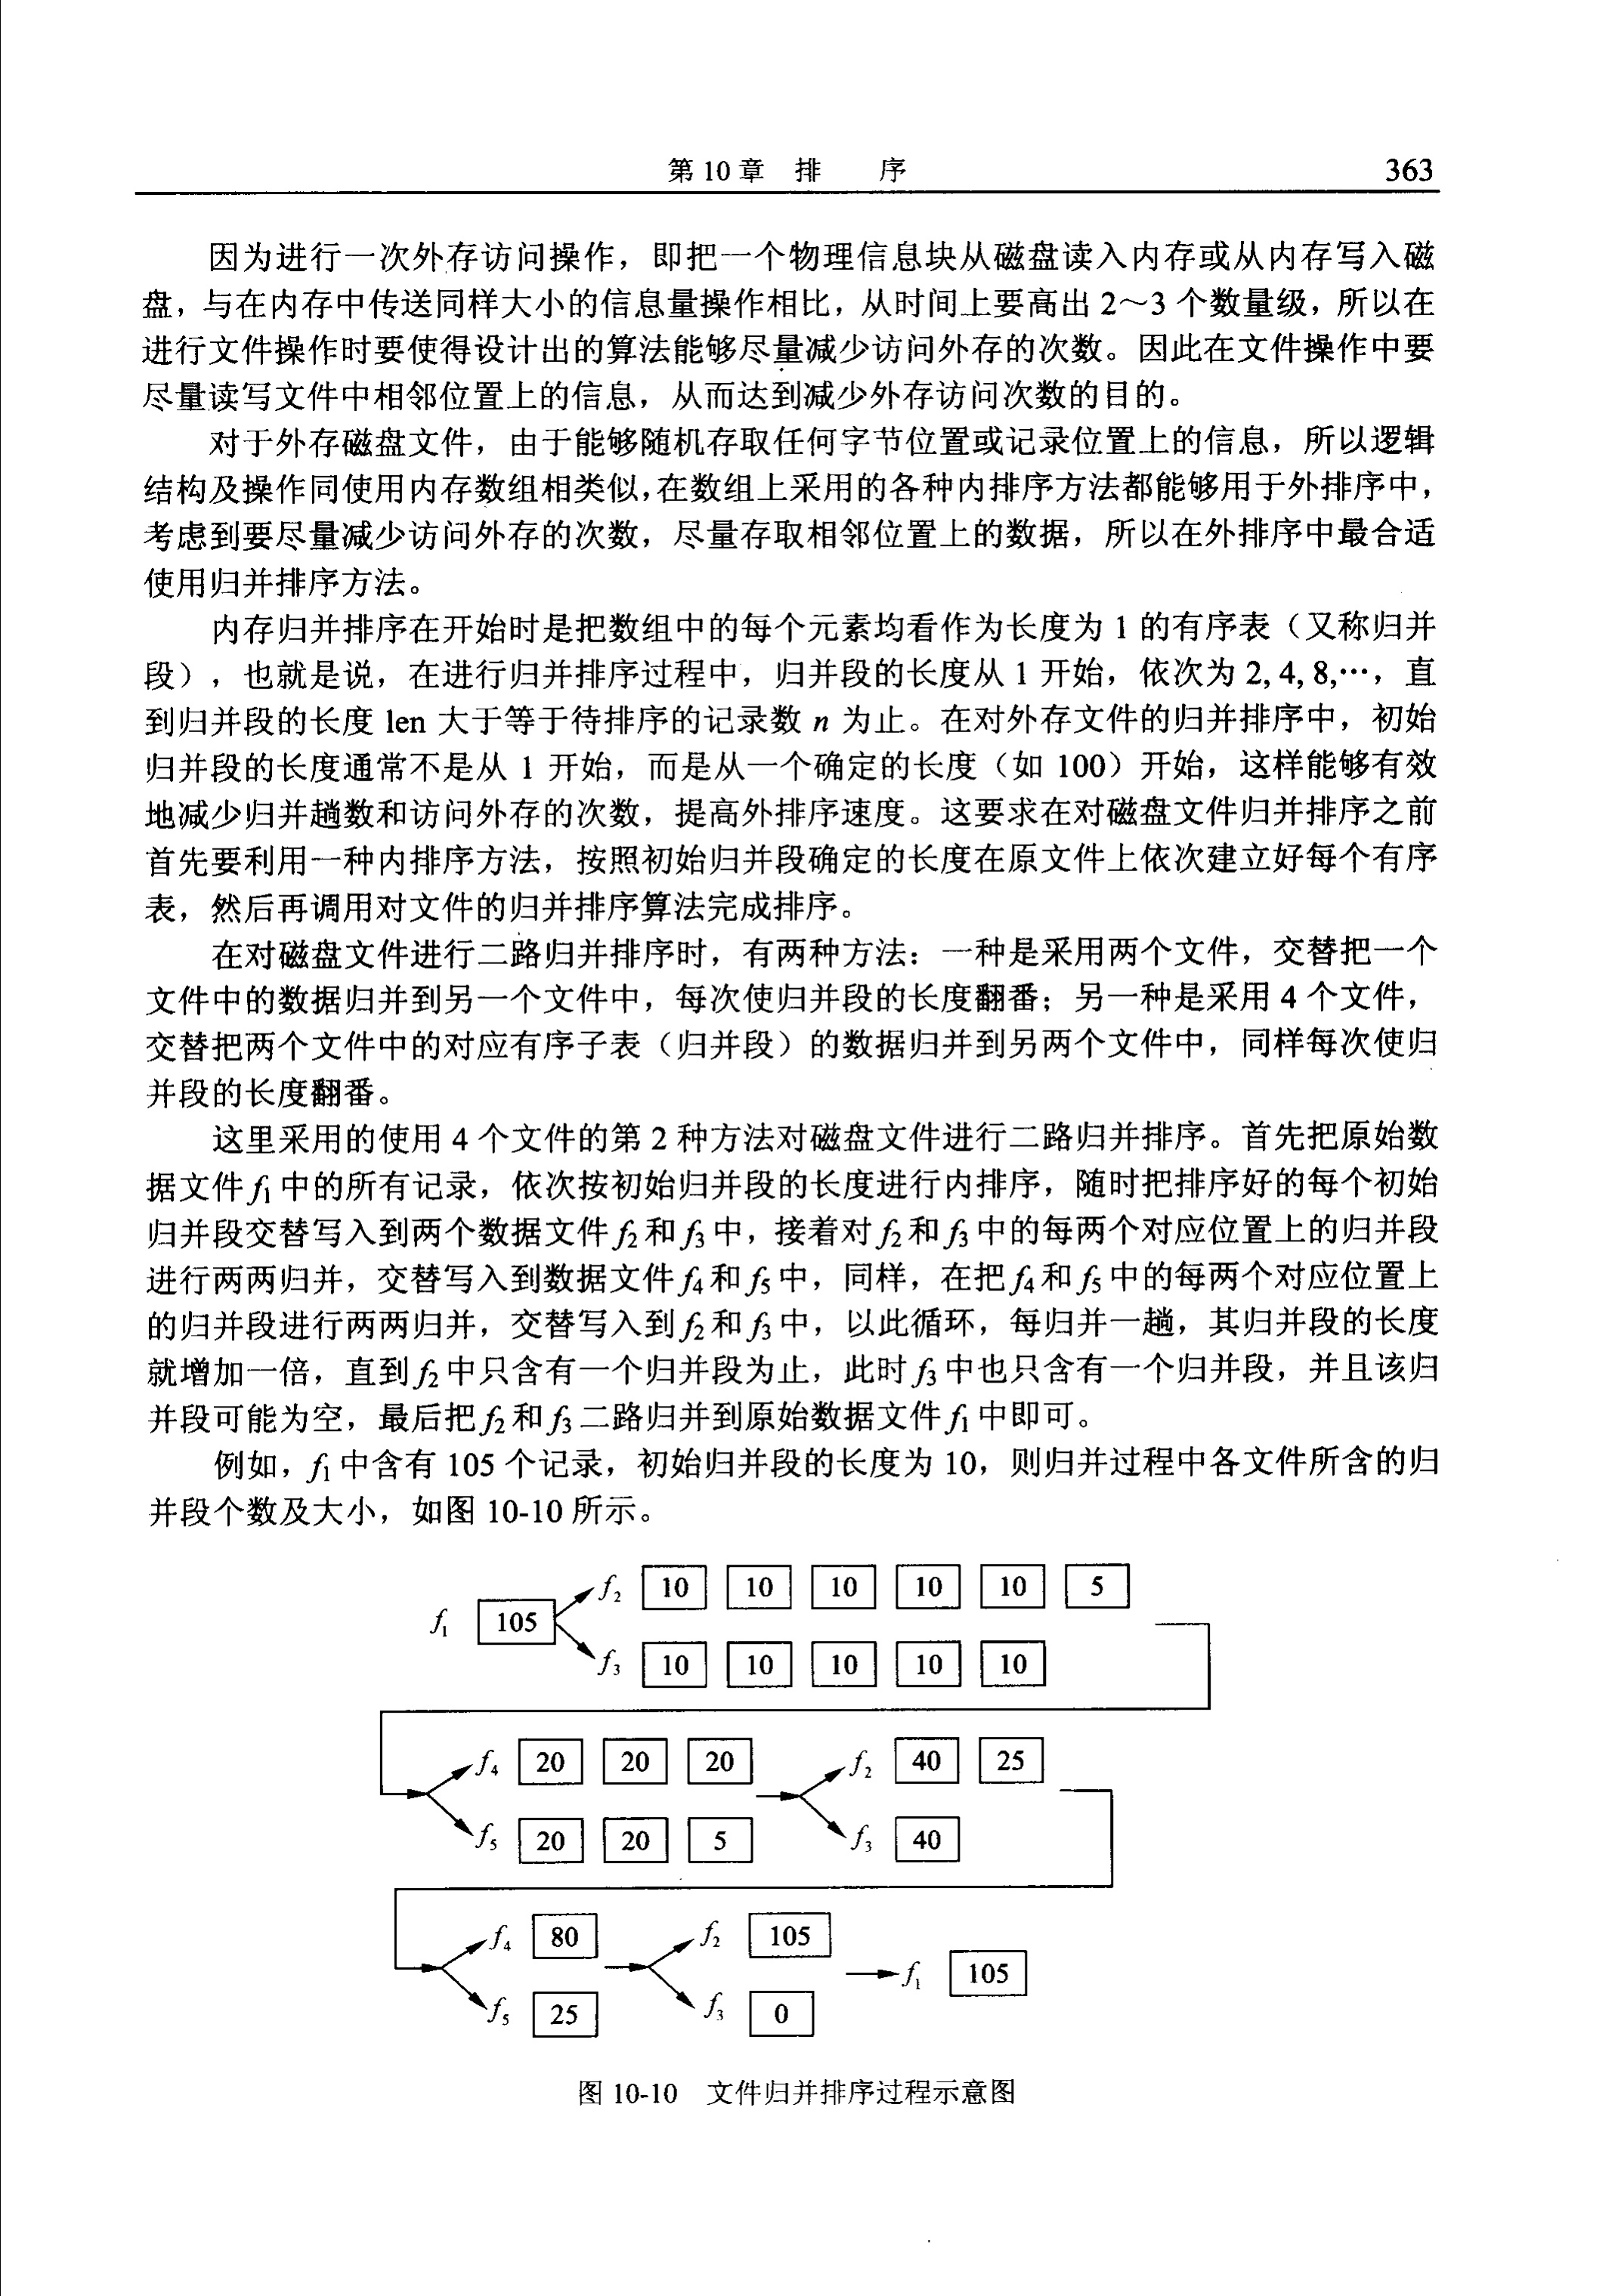 第 10 章　排　　序　　363
因为进行一次外存访问操作，即把一个物理信息块从磁盘读入内存或从内存写入磁
盘，与在内存中传送同样大小的信息量操作相比，从时间上要高出 2～3 个数量级，所以在
进行文件操作时要使得设计出的算法能够尽量减少访问外存的次数。因此在文件操作中要
尽量读写文件中相邻位置上的信息，从而达到减少外存访问次数的目的。
对于外存磁盘文件，由于能够随机存取任何字节位置或记录位置上的信息，所以逻辑
结构及操作同使用内存数组相类似，在数组上采用的各种内排序方法都能够用于外排序中，
考虑到要尽量减少访问外存的次数，尽量存取相邻位置上的数据，所以在外排序中最合适
使用归并排序方法。
内存归并排序在开始时是把数组中的每个元素均看作为长度为 1 的有序表（又称归并
段），也就是说，在进行归并排序过程中，归并段的长度从 1 开始，依次为 2, 4, 8,…，直
到归并段的长度 len 大于等于待排序的记录数 n 为止。在对外存文件的归并排序中，初始
归并段的长度通常不是从 1 开始，而是从一个确定的长度（如 100）开始，这样能够有效
地减少归并趟数和访问外存的次数，提高外排序速度。这要求在对磁盘文件归并排序之前
首先要利用一种内排序方法，按照初始归并段确定的长度在原文件上依次建立好每个有序
表，然后再调用对文件的归并排序算法完成排序。
在对磁盘文件进行二路归并排序时，有两种方法：一种是采用两个文件，交替把一个
文件中的数据归并到另一个文件中，每次使归并段的长度翻番；另一种是采用 4 个文件，
交替把两个文件中的对应有序子表（归并段）的数据归并到另两个文件中，同样每次使归
并段的长度翻番。
这里采用的使用 4 个文件的第 2 种方法对磁盘文件进行二路归并排序。首先把原始数
据文件 f₁ 中的所有记录，依次按初始归并段的长度进行内排序，随时把排序好的每个初始
归并段交替写入到两个数据文件 f₂ 和 f₃ 中，接着对 f₂ 和 f₃ 中的每两个对应位置上的归并段
进行两两归并，交替写入到数据文件 f₄ 和 f₅ 中，同样，在把 f₄ 和 f₅ 中的每两个对应位置上
的归并段进行两两归并，交替写入到 f₂ 和 f₃ 中，以此循环，每归并一趟，其归并段的长度
就增加一倍，直到 f₂ 中只含有一个归并段为止，此时 f₃ 中也只含有一个归并段，并且该归
并段可能为空，最后把 f₂ 和 f₃ 二路归并到原始数据文件 f₁ 中即可。
例如，f₁ 中含有 105 个记录，初始归并段的长度为 10，则归并过程中各文件所含的归
并段个数及大小，如图 10-10 所示。
f₂ 10 10 10 10 10 5
f₁ 105
f₃ 10 10 10 10 10
f₄ 20 20 20 f₂ 40 25
f₅ 20 20 5 f₃ 40
f₄ 80 f₂ 105
f₁ 105
f₅ 25 f₃ 0
图 10-10　文件归并排序过程示意图